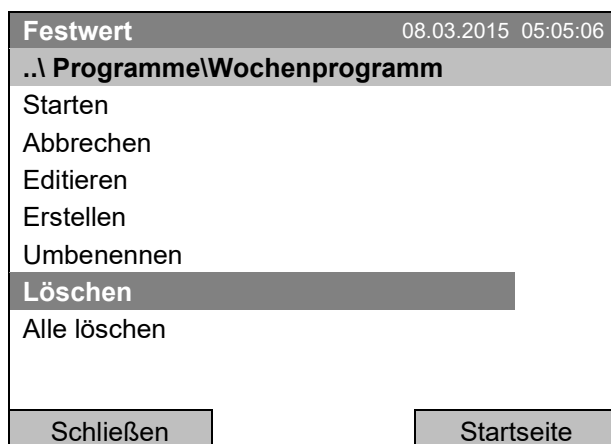 Festwert 08.03.2015 05:05:06
..\ Programme\Wochenprogramm
Starten
Abbrechen
Editieren
Erstellen
Umbenennen
Löschen
Alle löschen
Schließen Startseite